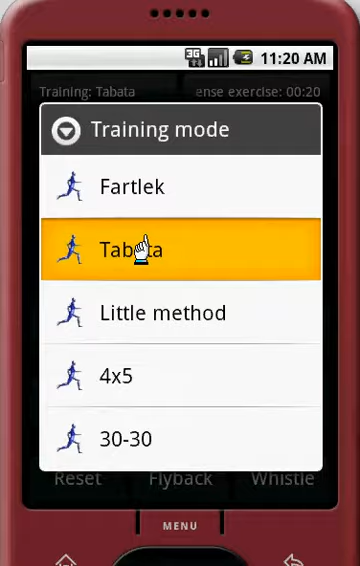 3G 11:20 AM
Training: Tabata ense exercise: 00:20
Training mode
Fartlek
Tabata
Little method
4x5
30-30
Reset Flyback Whistle
MENU